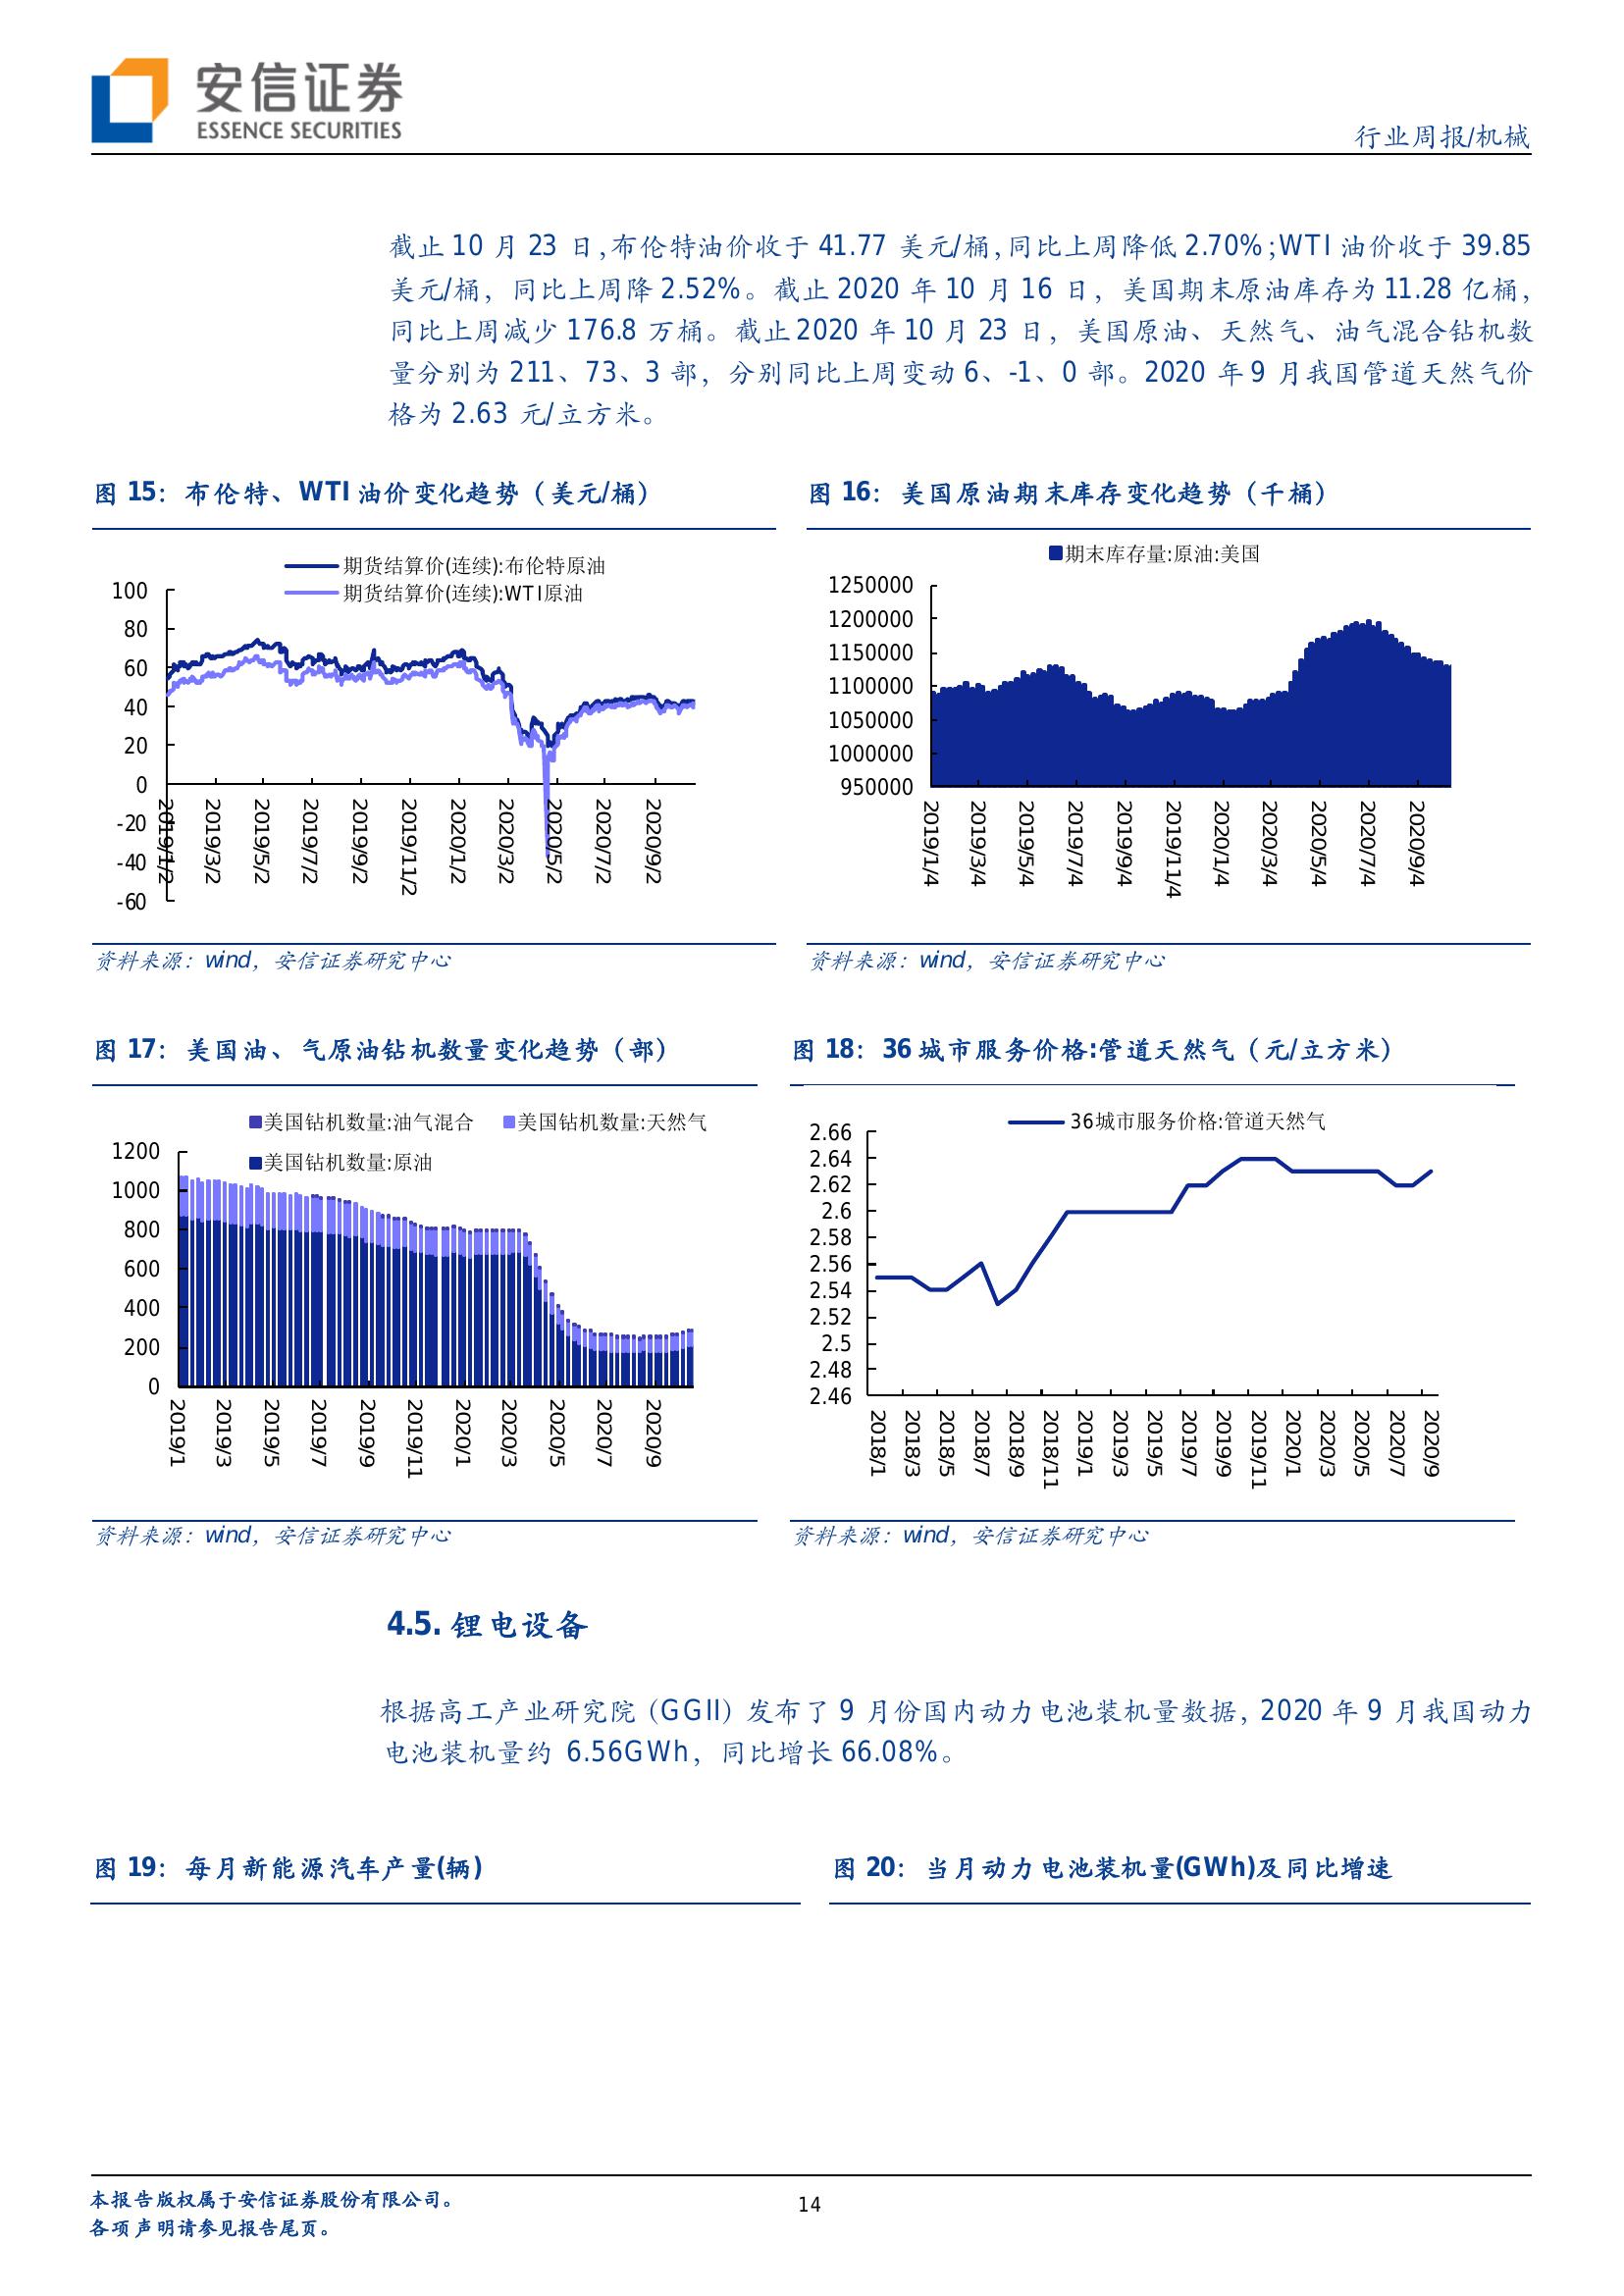 安信证券
ESSENCE SECURITIES
行业周报/机械
截止 10 月 23 日,布伦特油价收于 41.77 美元/桶,同比上周降低 2.70%;WTI 油价收于 39.85
美元/桶，同比上周降 2.52%。截止 2020 年 10 月 16 日，美国期末原油库存为 11.28 亿桶，
同比上周减少 176.8 万桶。截止 2020 年 10 月 23 日，美国原油、天然气、油气混合钻机数
量分别为 211、73、3 部，分别同比上周变动 6、-1、0 部。2020 年 9 月我国管道天然气价
格为 2.63 元/立方米。
图 15：布伦特、WTI 油价变化趋势（美元/桶）
期货结算价(连续):布伦特原油
期货结算价(连续):WTI原油
100
80
60
40
20
0
-20
-40
-60
2019/1/2
2019/3/2
2019/5/2
2019/7/2
2019/9/2
2019/11/2
2020/1/2
2020/3/2
2020/5/2
2020/7/2
2020/9/2
资料来源：wind，安信证券研究中心
图 16：美国原油期末库存变化趋势（千桶）
期末库存量:原油:美国
1250000
1200000
1150000
1100000
1050000
1000000
950000
2019/1/4
2019/3/4
2019/5/4
2019/7/4
2019/9/4
2019/11/4
2020/1/4
2020/3/4
2020/5/4
2020/7/4
2020/9/4
资料来源：wind，安信证券研究中心
图 17：美国油、气原油钻机数量变化趋势（部）
美国钻机数量:油气混合
美国钻机数量:天然气
美国钻机数量:原油
1200
1000
800
600
400
200
0
2019/1
2019/3
2019/5
2019/7
2019/9
2019/11
2020/1
2020/3
2020/5
2020/7
2020/9
资料来源：wind，安信证券研究中心
图 18：36 城市服务价格:管道天然气（元/立方米）
36城市服务价格:管道天然气
2.66
2.64
2.62
2.6
2.58
2.56
2.54
2.52
2.5
2.48
2.46
2018/1
2018/3
2018/5
2018/7
2018/9
2018/11
2019/1
2019/3
2019/5
2019/7
2019/9
2019/11
2020/1
2020/3
2020/5
2020/7
2020/9
资料来源：wind，安信证券研究中心
4.5. 锂电设备
根据高工产业研究院（GGII）发布了 9 月份国内动力电池装机量数据，2020 年 9 月我国动力
电池装机量约 6.56GWh，同比增长 66.08%。
图 19：每月新能源汽车产量(辆)
图 20：当月动力电池装机量(GWh)及同比增速
本报告版权属于安信证券股份有限公司。
各项声明请参见报告尾页。
14